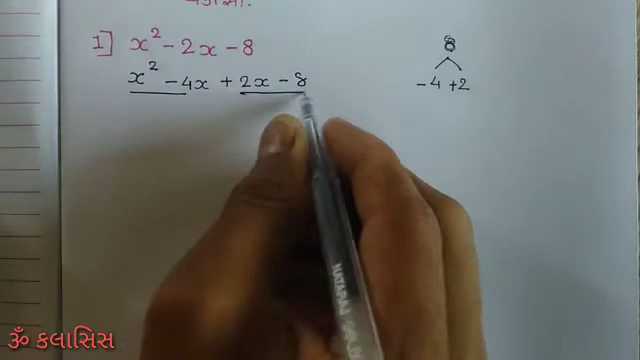 1] x² - 2x - 8
8
x² - 4x + 2x - 8
- 4 + 2
ૐ કલાસિસ